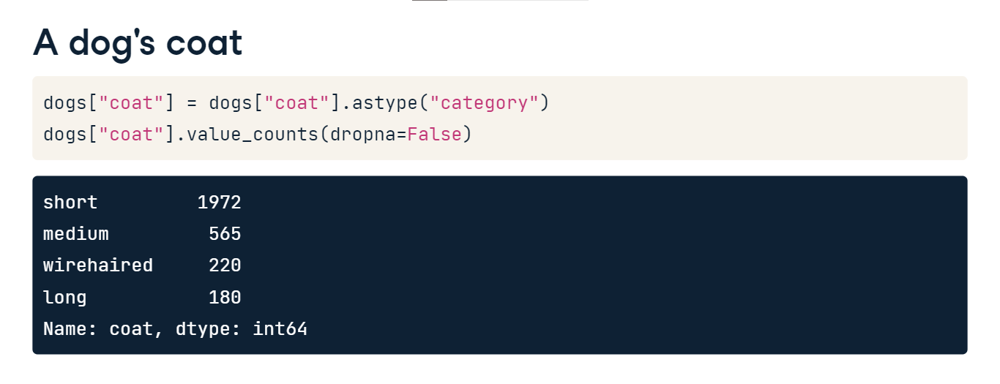 A dog's coat
dogs["coat"] = dogs["coat"].astype("category")
dogs["coat"].value_counts(dropna=False)
short         1972
medium         565
wirehaired     220
long           180
Name: coat, dtype: int64